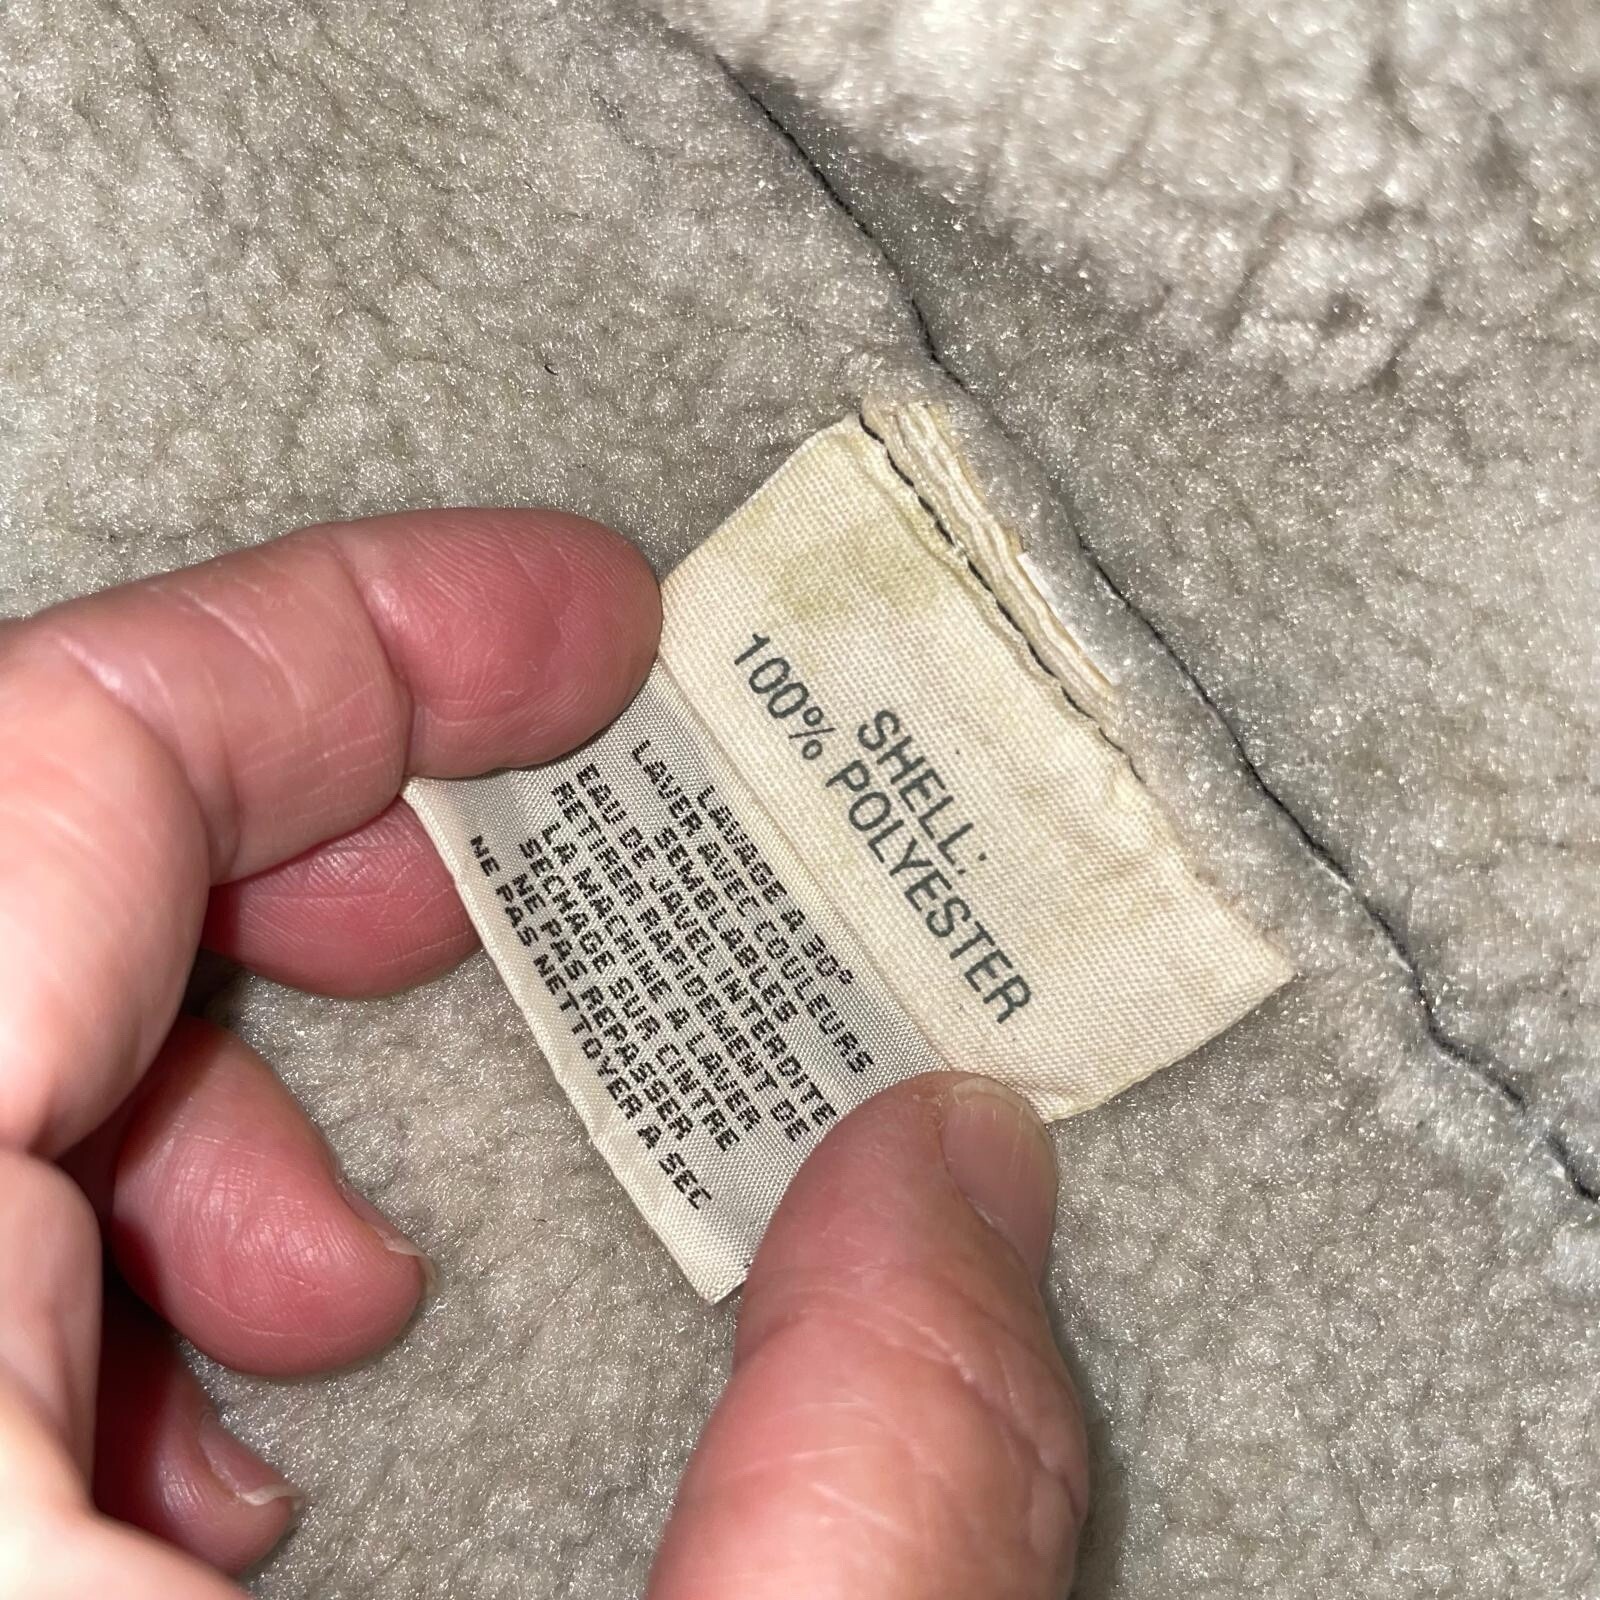 SHELL:
100% POLYESTER
LAVAGE A 30°
LAVER AVEC COULEURS
SEMBLABLES
EAU DE JAVEL INTERDITE
RETIRER RAPIDEMENT DE
LA MACHINE A LAVER
SECHAGE SUR CINTRE
NE PAS REPASSER
NE PAS NETTOYER A SEC